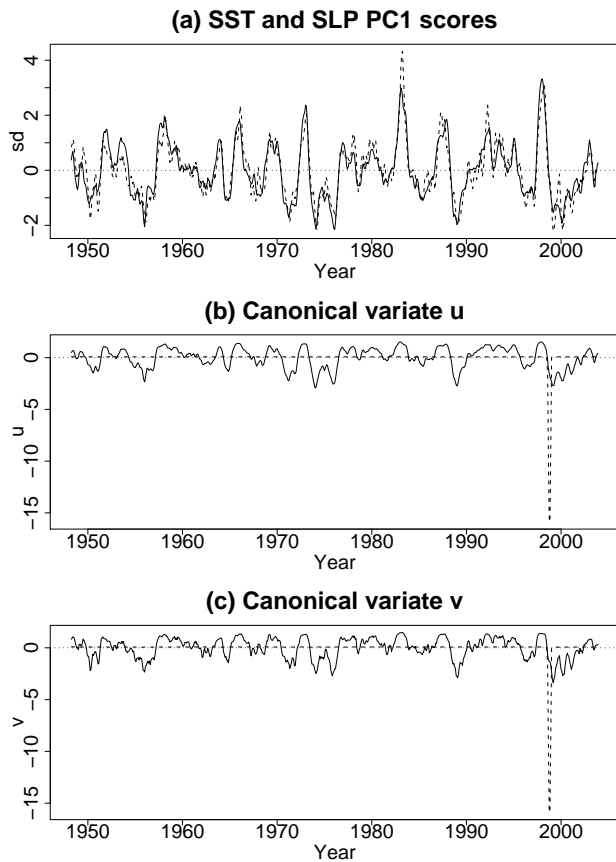 (a) SST and SLP PC1 scores
sd
4
2
0
−2
1950 1960 1970 1980 1990 2000
Year
(b) Canonical variate u
u
0
−5
−10
−15
1950 1960 1970 1980 1990 2000
Year
(c) Canonical variate v
v
0
−5
−10
−15
1950 1960 1970 1980 1990 2000
Year